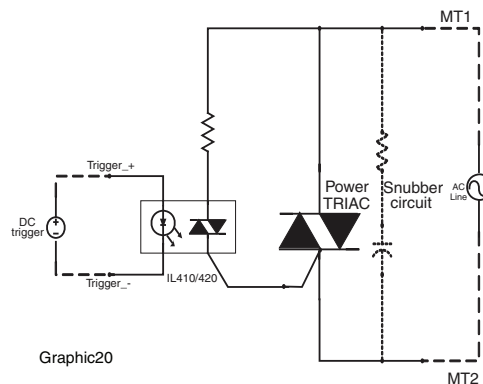 MT1
Trigger_+
Power
TRIAC
Snubber
circuit
AC
Line
DC
trigger
+
-
Trigger_-
IL410/420
Graphic20
MT2